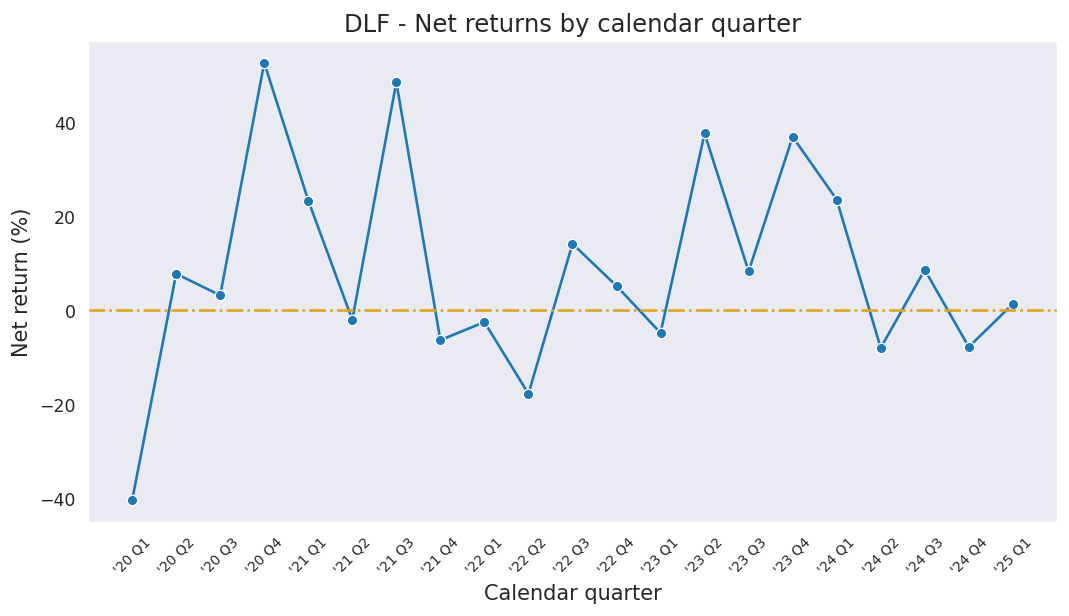 DLF - Net returns by calendar quarter
Net return (%)
40
20
0
−20
−40
'20 Q1
'20 Q2
'20 Q3
'20 Q4
'21 Q1
'21 Q2
'21 Q3
'21 Q4
'22 Q1
'22 Q2
'22 Q3
'22 Q4
'23 Q1
'23 Q2
'23 Q3
'23 Q4
'24 Q1
'24 Q2
'24 Q3
'24 Q4
'25 Q1
Calendar quarter